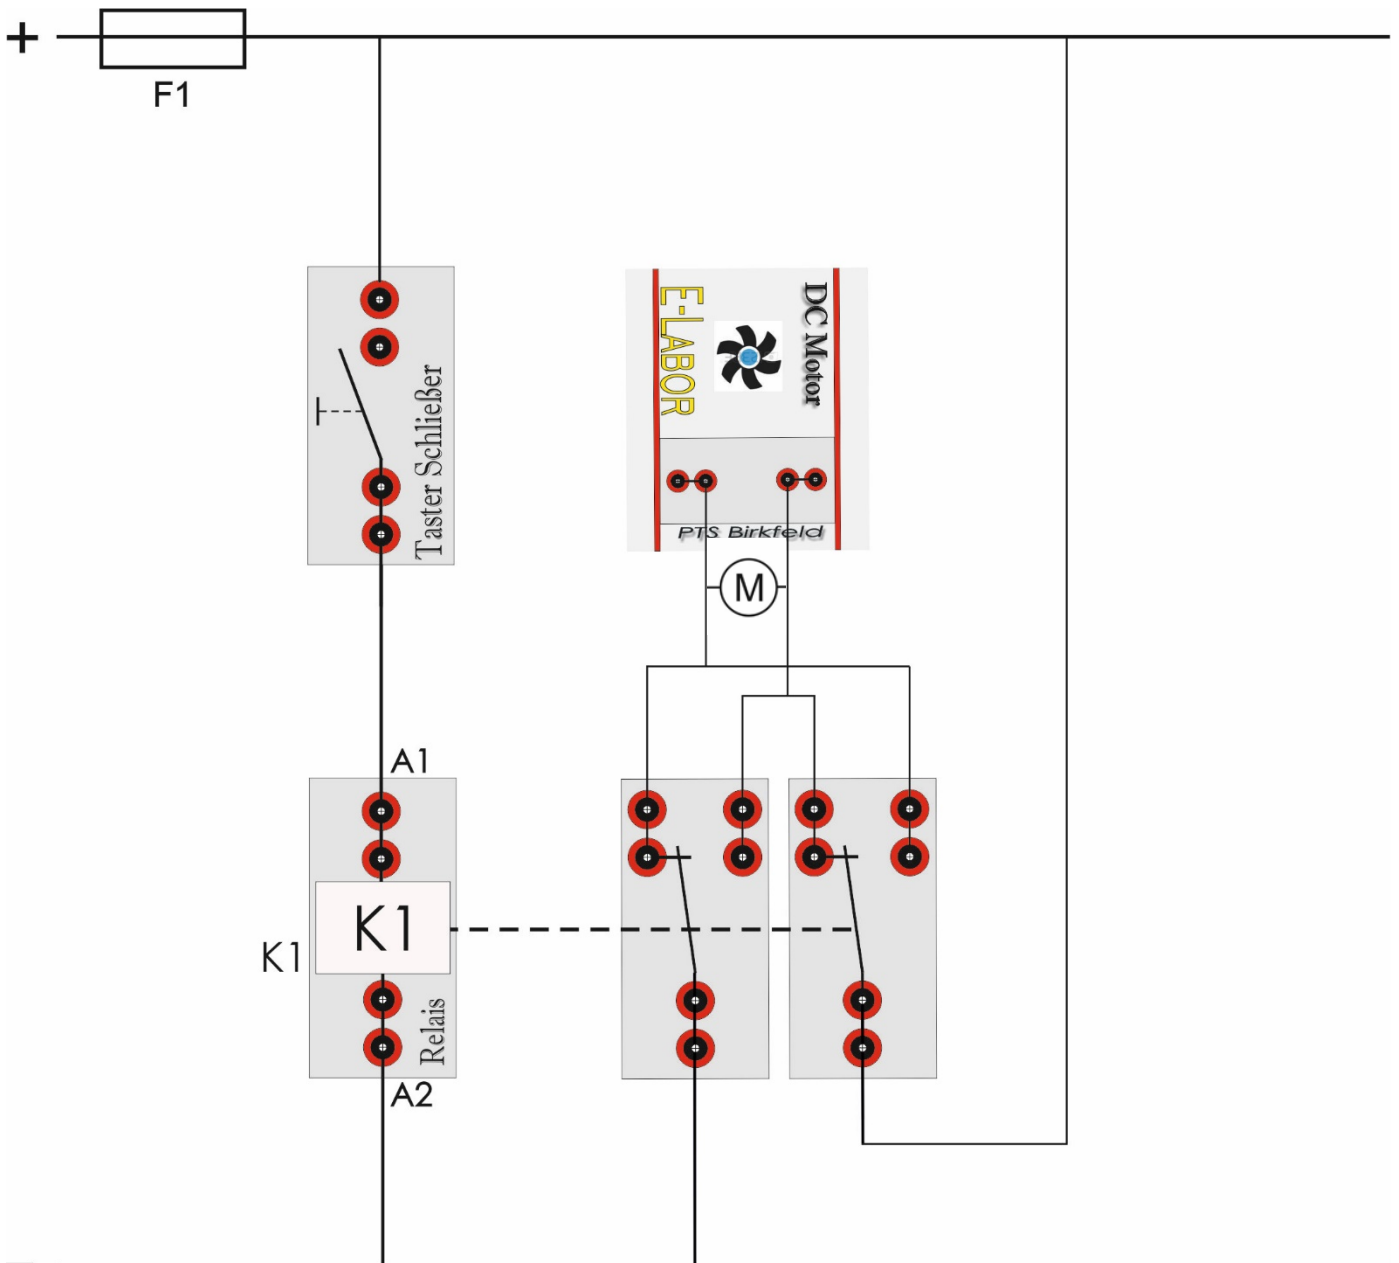 +
F1
Taster Schließer
E-LABOR
DC Motor
PTS Birkfeld
M
A1
K1
K1
Relais
A2